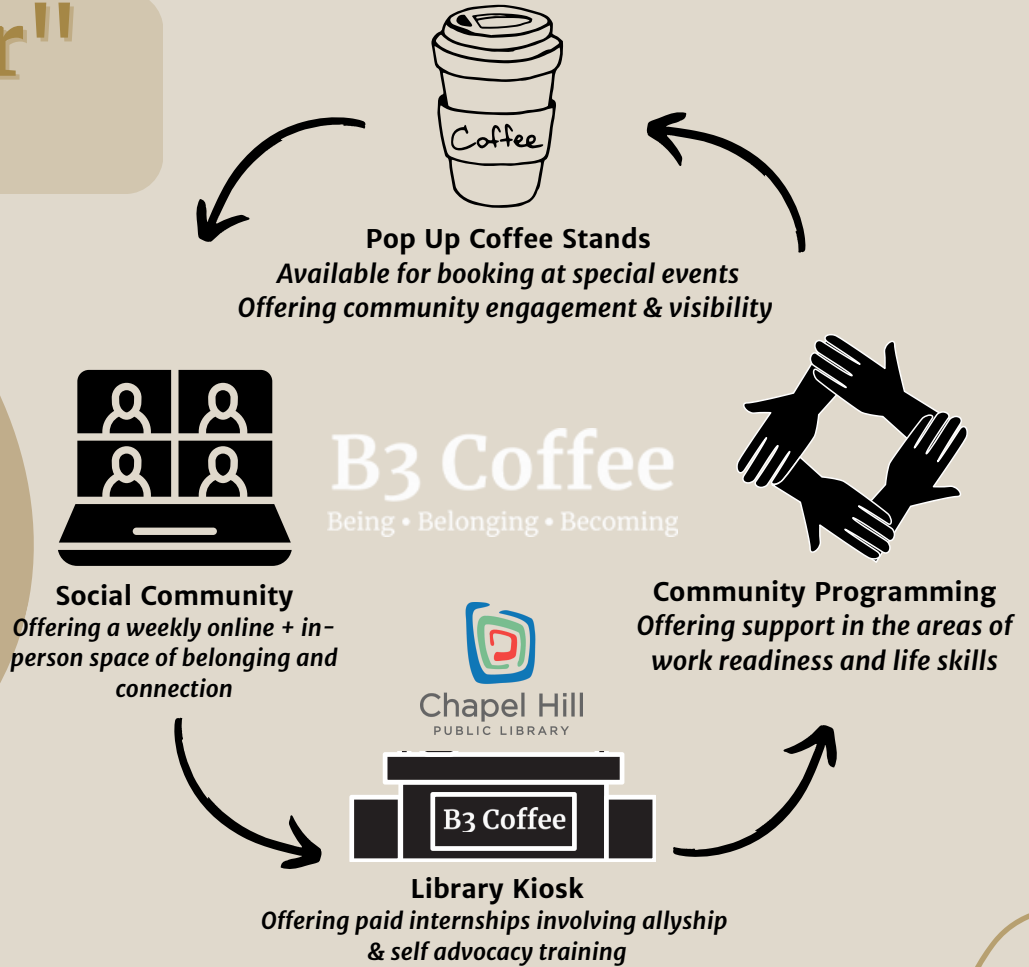 r"
Coffee
Pop Up Coffee Stands
Available for booking at special events
Offering community engagement & visibility
B3 Coffee
Being • Belonging • Becoming
Social Community
Offering a weekly online + in-
person space of belonging and
connection
Community Programming
Offering support in the areas of
work readiness and life skills
Chapel Hill
PUBLIC LIBRARY
B3 Coffee
Library Kiosk
Offering paid internships involving allyship
& self advocacy training